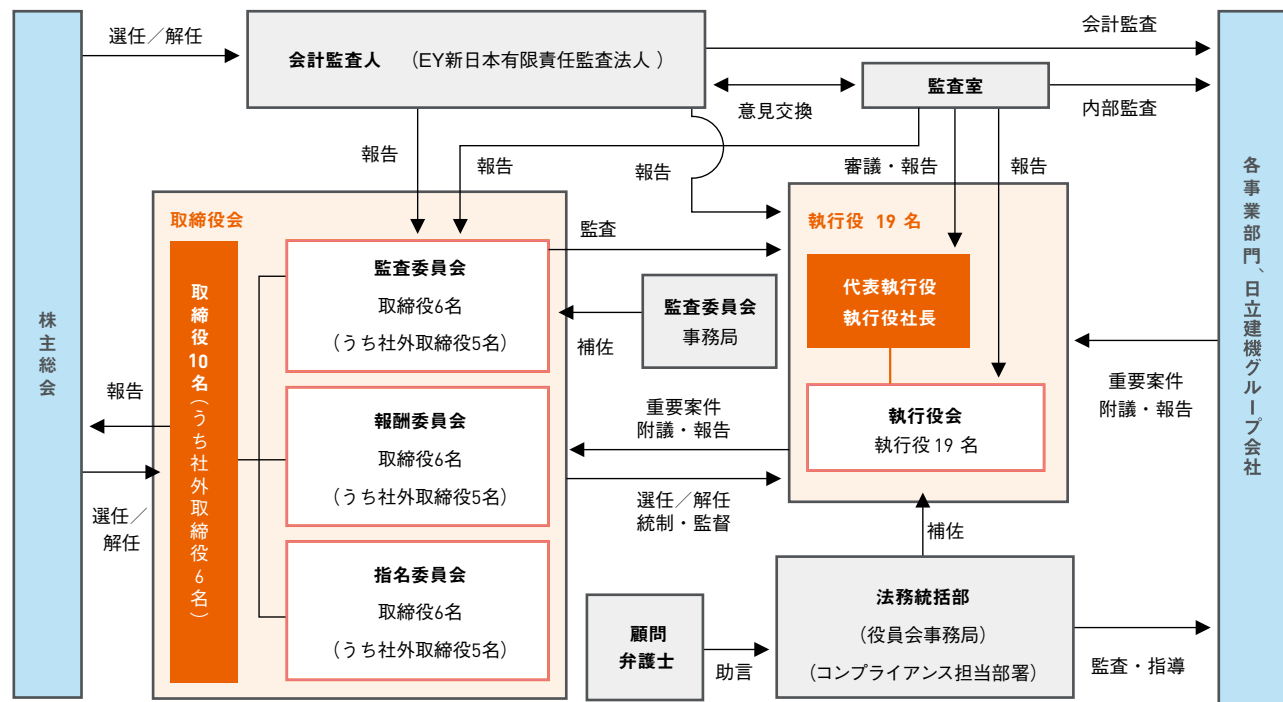 株主総会
選任／解任
会計監査人 （EY新日本有限責任監査法人 ）
会計監査
監査室
意見交換
内部監査
報告
報告
報告
審議・報告
報告
取締役会
取締役10名（うち社外取締役6名）
監査委員会
取締役6名
（うち社外取締役5名）
監査
監査委員会
事務局
補佐
執行役 19 名
代表執行役
執行役社長
執行役会
執行役 19 名
報告
選任／
解任
報酬委員会
取締役6名
（うち社外取締役5名）
重要案件
附議・報告
選任／解任
統制・監督
指名委員会
取締役6名
（うち社外取締役5名）
重要案件
附議・報告
補佐
顧問
弁護士
助言
法務統括部
（役員会事務局）
（コンプライアンス担当部署）
監査・指導
各事業部門、日立建機グループ会社